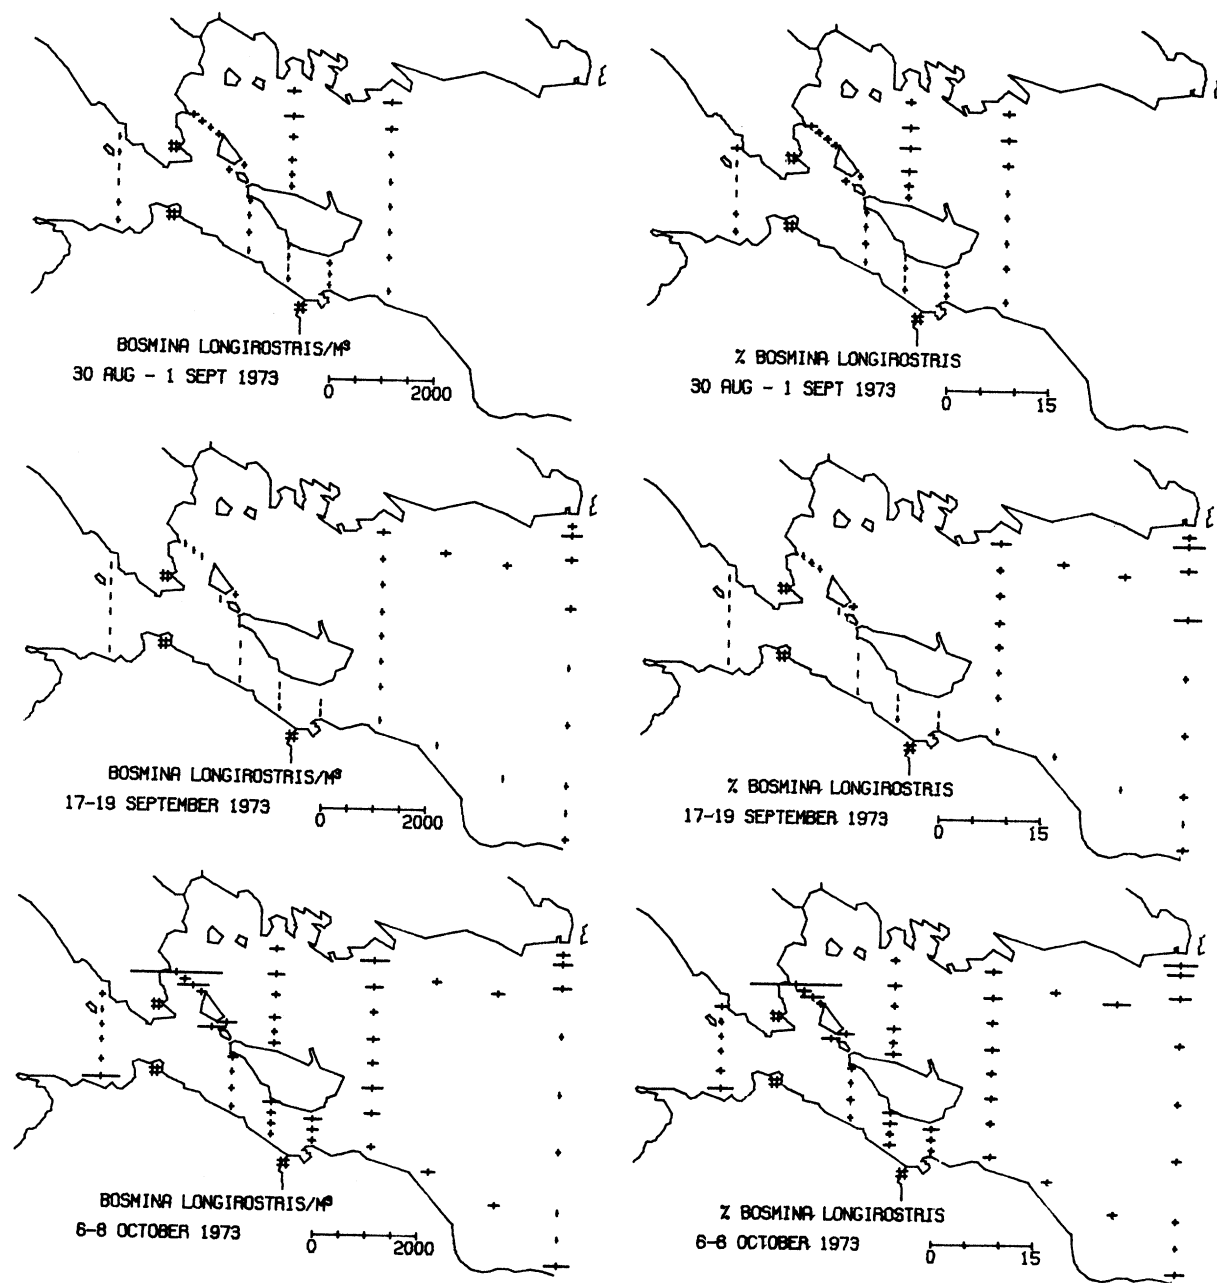 BOSMINA LONGIROSTRIS/M³
30 AUG - 1 SEPT 1973
0 2000
% BOSMINA LONGIROSTRIS
30 AUG - 1 SEPT 1973
0 15
BOSMINA LONGIROSTRIS/M³
17-19 SEPTEMBER 1973
0 2000
% BOSMINA LONGIROSTRIS
17-19 SEPTEMBER 1973
0 15
BOSMINA LONGIROSTRIS/M³
6-8 OCTOBER 1973
0 2000
% BOSMINA LONGIROSTRIS
6-8 OCTOBER 1973
0 15